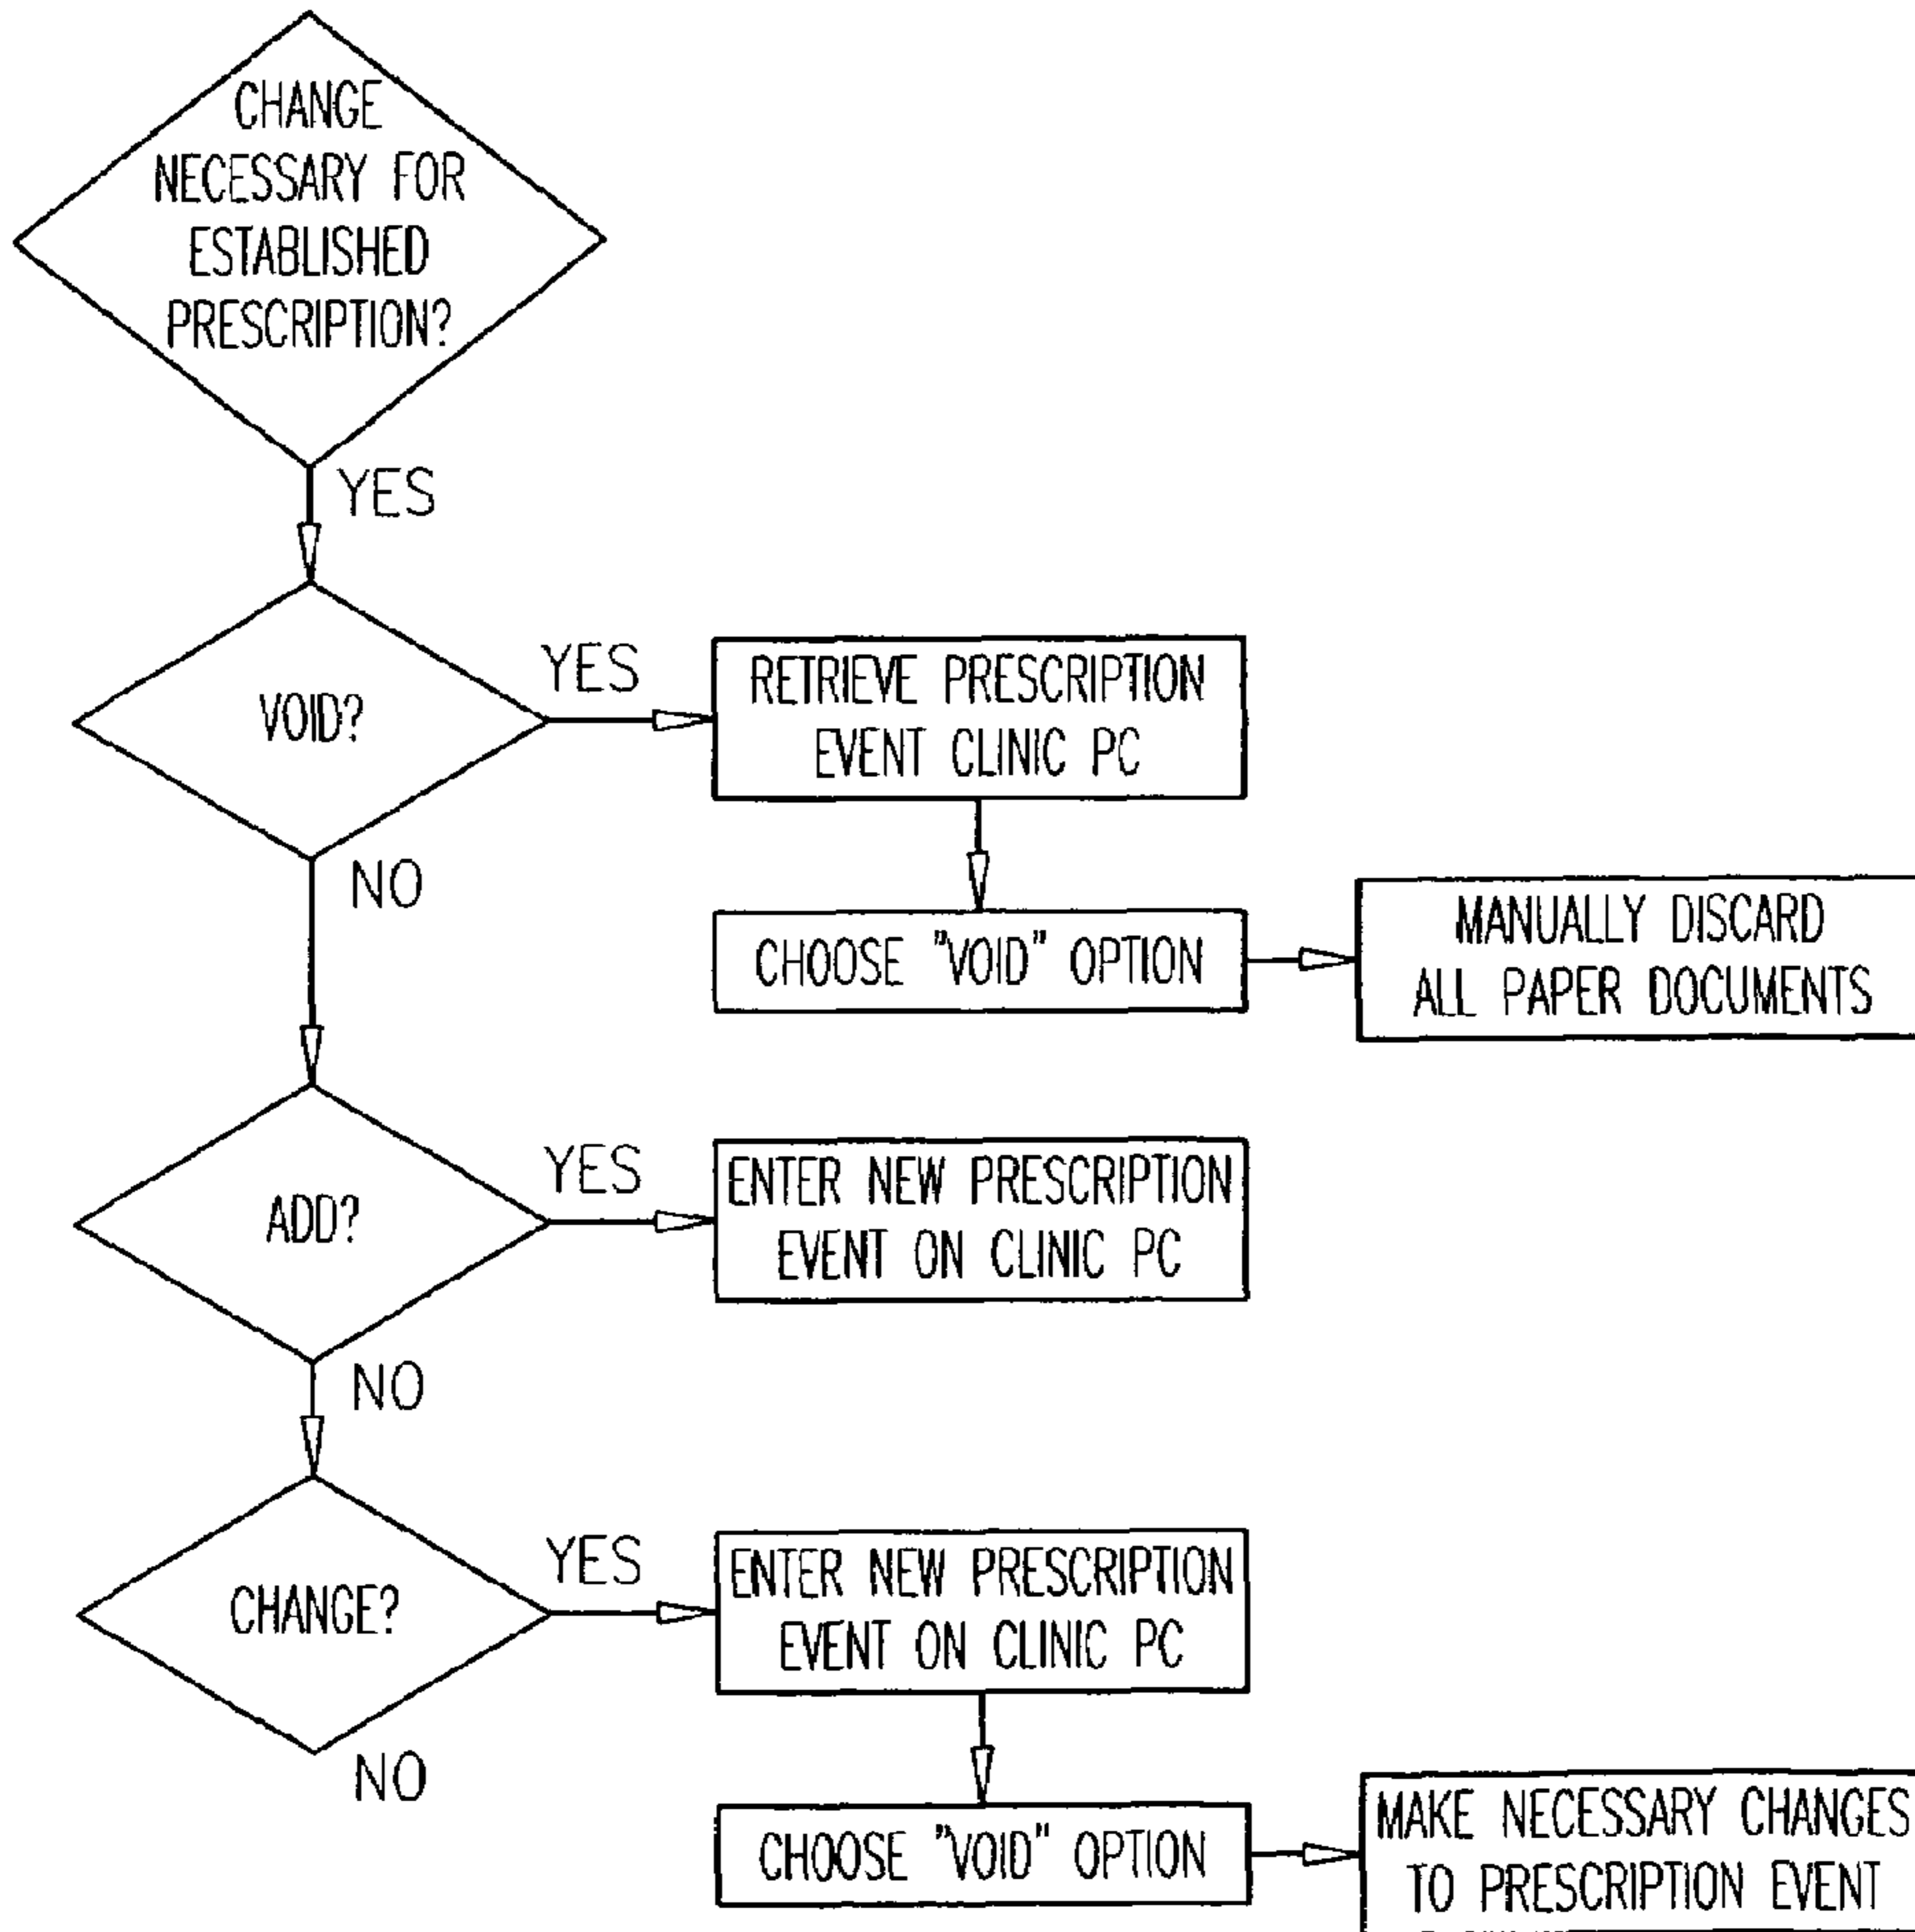 CHANGE
NECESSARY FOR
ESTABLISHED
PRESCRIPTION?
YES
VOID?
YES
RETRIEVE PRESCRIPTION
EVENT CLINIC PC
NO
CHOOSE "VOID" OPTION
MANUALLY DISCARD
ALL PAPER DOCUMENTS
ADD?
YES
ENTER NEW PRESCRIPTION
EVENT ON CLINIC PC
NO
CHANGE?
YES
ENTER NEW PRESCRIPTION
EVENT ON CLINIC PC
NO
CHOOSE "VOID" OPTION
MAKE NECESSARY CHANGES
TO PRESCRIPTION EVENT